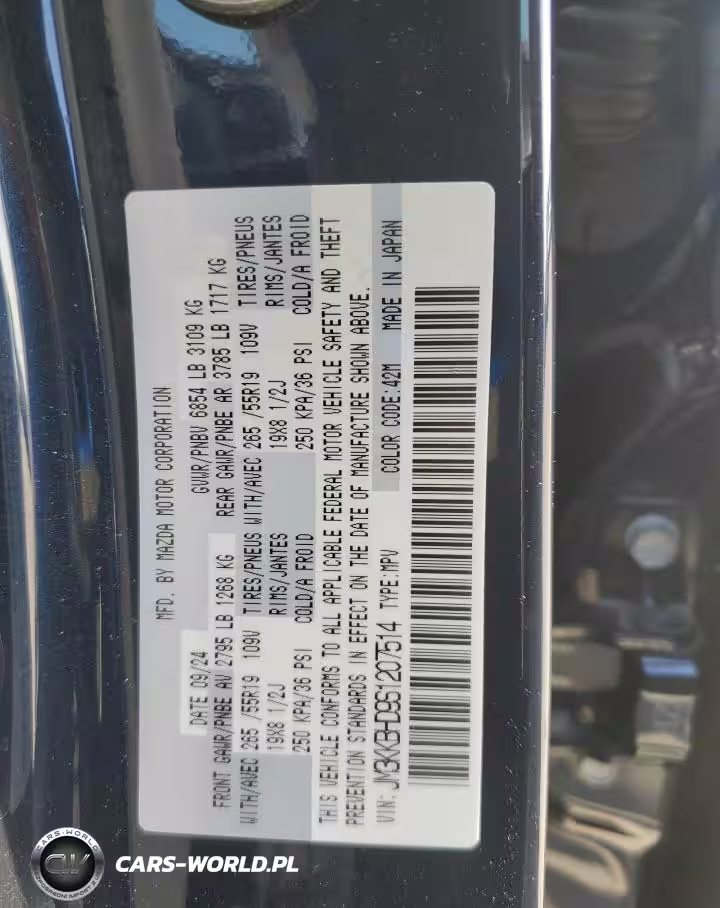 MFD. BY MAZDA MOTOR CORPORATION
DATE 09/24 GVWR/PNBV 6854 LB 3109 KG
FRONT GAWR/PNBE AV 2795 LB 1268 KG REAR GAWR/PNBE AR 3785 LB 1717 KG
WITH/AVEC 265 /55R19 109V TIRES/PNEUS WITH/AVEC 265 /55R19 109V TIRES/PNEUS
19X8 1/2J RIMS/JANTES 19X8 1/2J RIMS/JANTES
250 KPA/36 PSI COLD/A FROID 250 KPA/36 PSI COLD/A FROID
THIS VEHICLE CONFORMS TO ALL APPLICABLE FEDERAL MOTOR VEHICLE SAFETY AND THEFT
PREVENTION STANDARDS IN EFFECT ON THE DATE OF MANUFACTURE SHOWN ABOVE.
VIN: JM3KKBHD9S1207514 TYPE:MPV COLOR CODE:42M MADE IN JAPAN
CARS-WORLD
CW
CARS-WORLD.PL